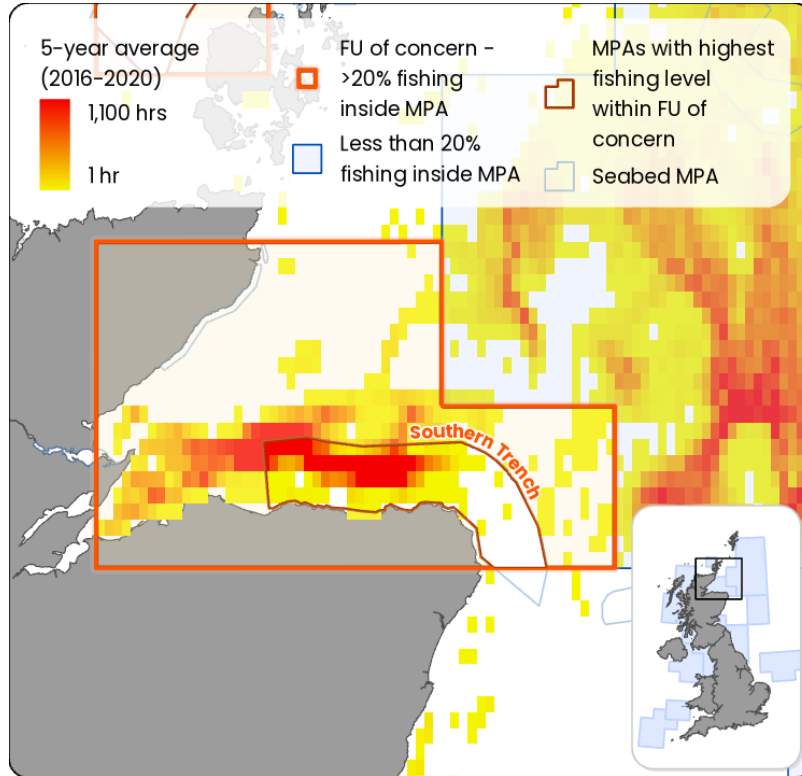 5-year average
(2016-2020)
1,100 hrs
1 hr
FU of concern -
>20% fishing
inside MPA
Less than 20%
fishing inside MPA
MPAs with highest
fishing level
within FU of
concern
Seabed MPA
Southern Trench